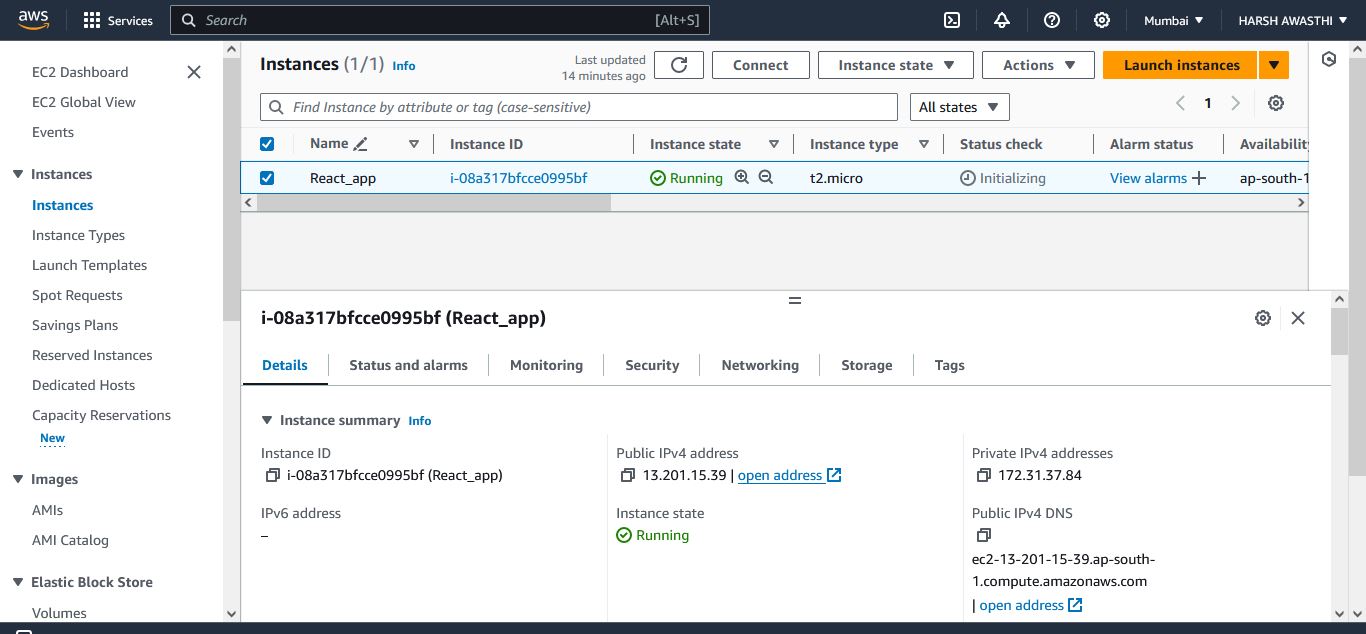 aws
Services
Search
[Alt+S]
Mumbai
HARSH AWASTHI
EC2 Dashboard
EC2 Global View
Events
Instances
Instances
Instance Types
Launch Templates
Spot Requests
Savings Plans
Reserved Instances
Dedicated Hosts
Capacity Reservations
New
Images
AMIs
AMI Catalog
Elastic Block Store
Volumes
Instances (1/1) Info
Last updated
14 minutes ago
Connect
Instance state
Actions
Launch instances
Find Instance by attribute or tag (case-sensitive)
All states
1
Name Instance ID Instance state Instance type Status check Alarm status Availability
React_app i-08a317bfcce0995bf Running t2.micro Initializing View alarms ap-south-1
i-08a317bfcce0995bf (React_app)
Details Status and alarms Monitoring Security Networking Storage Tags
Instance summary Info
Instance ID
i-08a317bfcce0995bf (React_app)
IPv6 address
–
Public IPv4 address
13.201.15.39 | open address
Instance state
Running
Private IPv4 addresses
172.31.37.84
Public IPv4 DNS
ec2-13-201-15-39.ap-south-
1.compute.amazonaws.com
| open address